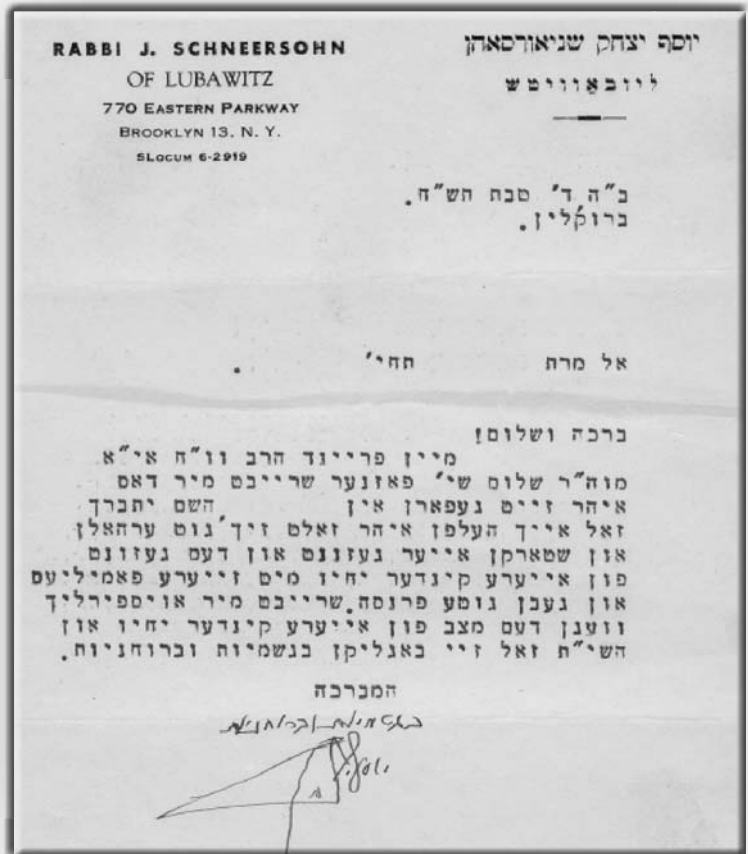 RABBI J. SCHNEERSOHN
OF LUBAWITZ
770 EASTERN PARKWAY
BROOKLYN 13. N. Y.
SLOCUM 6-2919
יוסף יצחק שניאורסאהן
ליובאַוויטש
ב"ה ד' טבת תש"ח.
ברוקלין.
אל מרת תחי' .
ברכה ושלום!
מיין פריינד הרב וו"ח אי"א
מוה"ר שלום שי' פאזנער שרייבט מיר דאס
איהר זייט געפארן אין השם יתברך
זאל אייך העלפן איהר זאלט זיך גוט ערהאלן
און שטארקן אייער געזונט און דעם געזונט
פון אייערע קינדער יחיו מיט זייערע פאמיליעס
און געבן גוטע פרנסה. שרייבט מיר אויספירליך
וועגן דעם מצב פון אייערע קינדער יחיו און
השי"ת זאל זיי באגליקן בגשמיות וברוחניות.
המברכה
בגשמיות וברוחניות